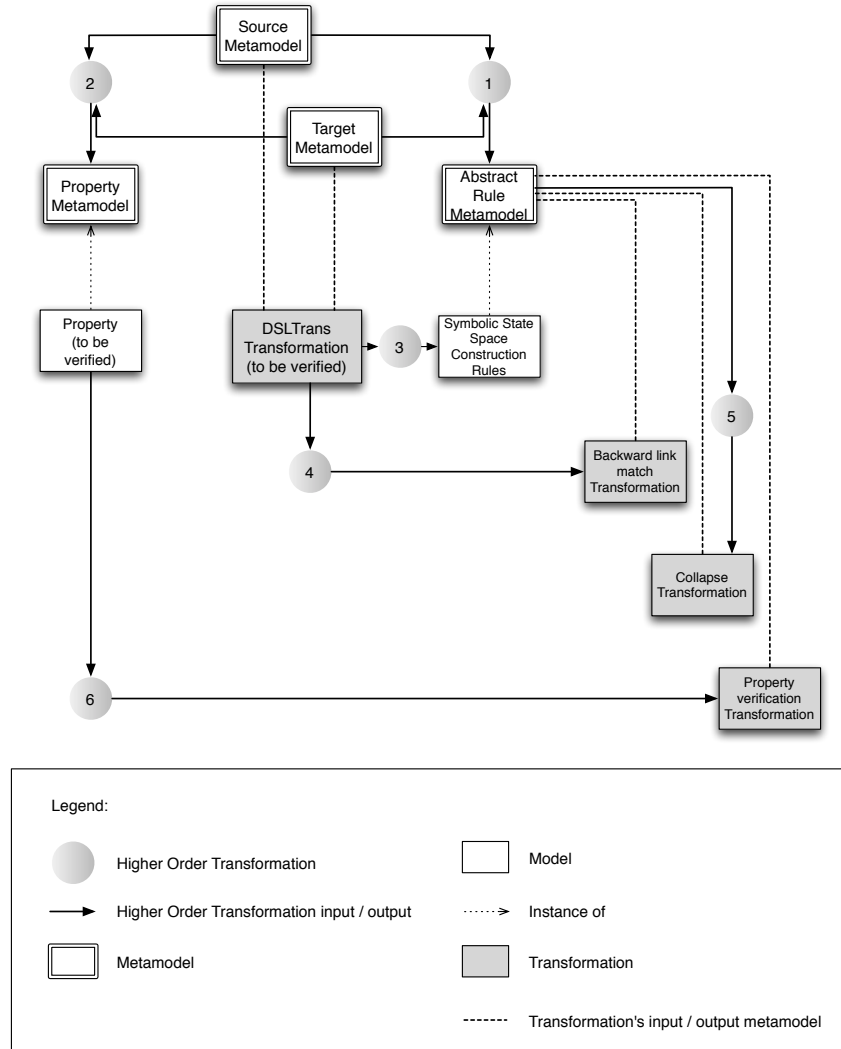 Source
Metamodel
2
1
Target
Metamodel
Property
Metamodel
Abstract
Rule
Metamodel
Property
(to be
verified)
DSLTrans
Transformation
(to be verified)
3
Symbolic State
Space
Construction
Rules
5
4
Backward link
match
Transformation
Collapse
Transformation
6
Property
verification
Transformation
Legend:
Higher Order Transformation
Model
Higher Order Transformation input / output
Instance of
Metamodel
Transformation
Transformation's input / output metamodel